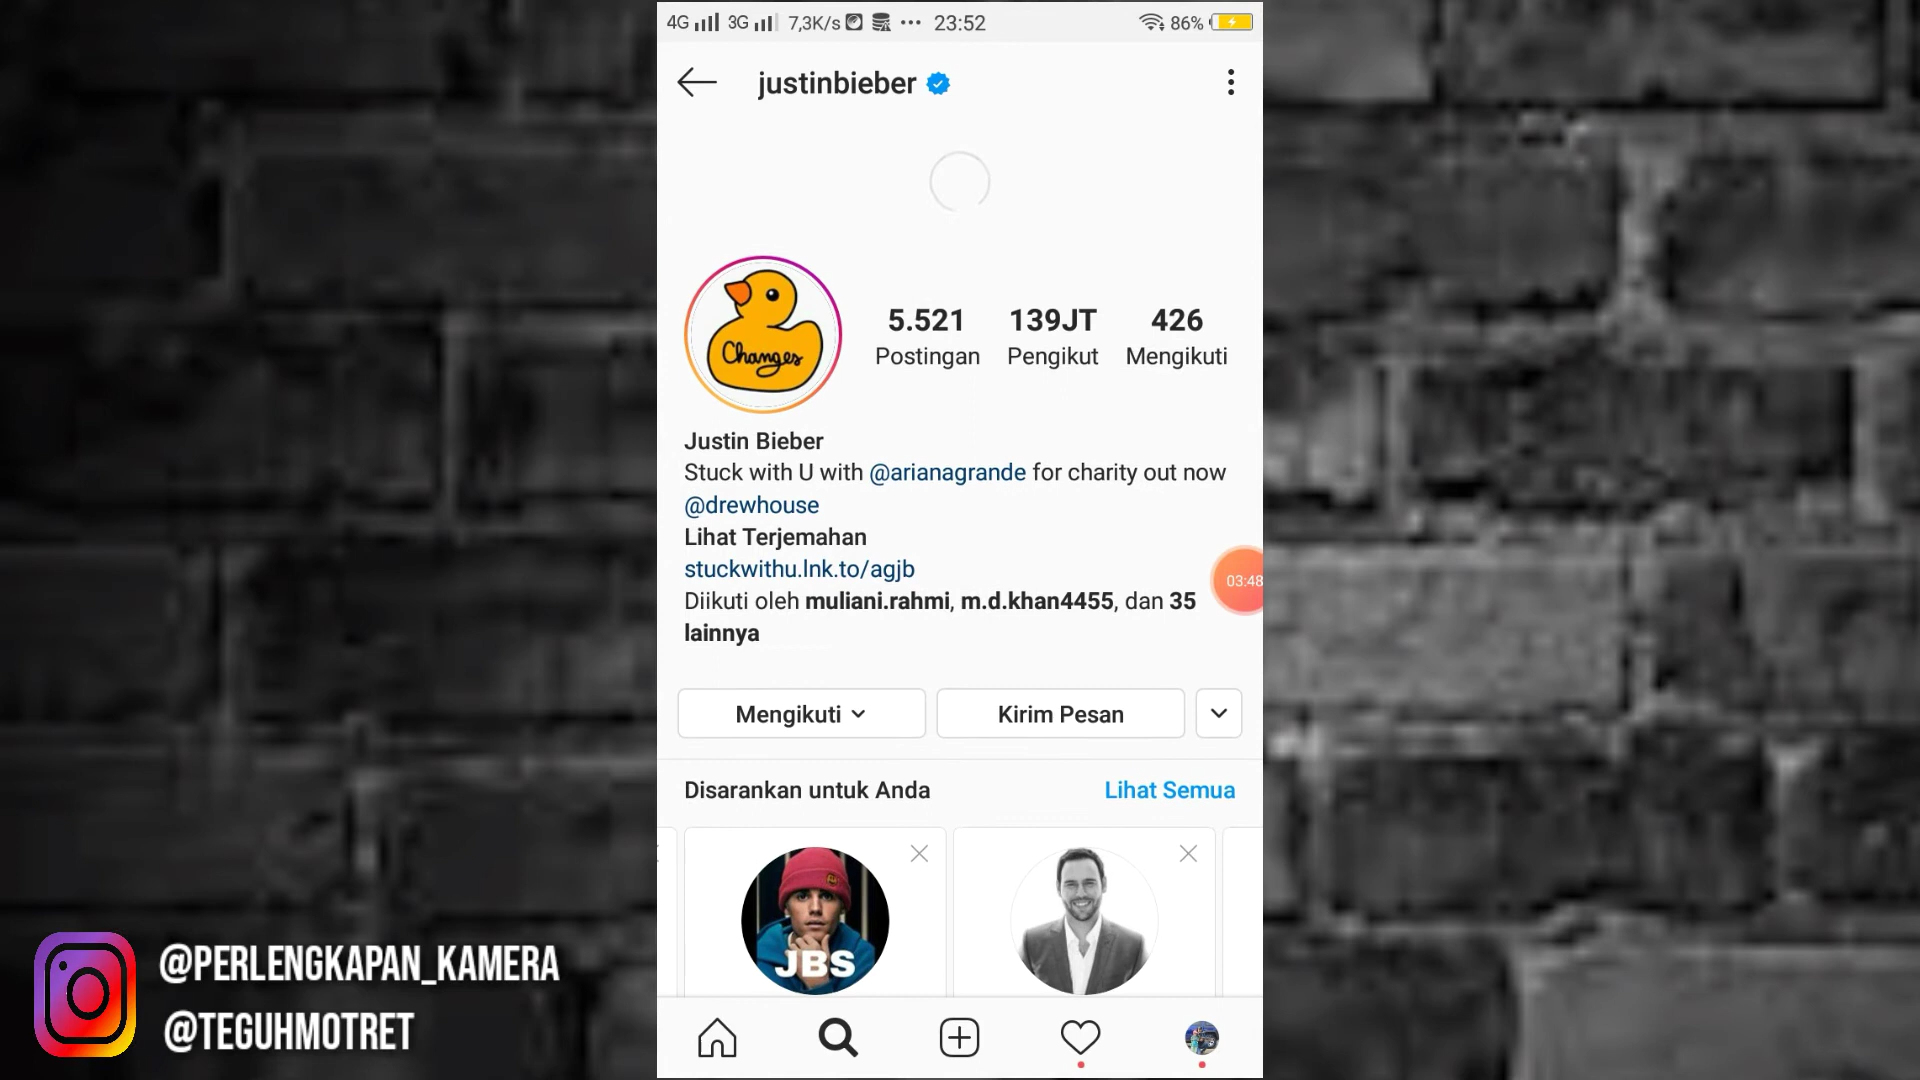 4G 3G 7,3K/s ... 23:52 86%
justinbieber
Changes
5.521 139JT 426
Postingan Pengikut Mengikuti
Justin Bieber
Stuck with U with @arianagrande for charity out now
@drewhouse
Lihat Terjemahan
stuckwithu.lnk.to/agjb
03:48
Diikuti oleh muliani.rahmi, m.d.khan4455, dan 35
lainnya
Mengikuti Kirim Pesan
Disarankan untuk Anda Lihat Semua
JBS
@PERLENGKAPAN_KAMERA
@TEGUHMOTRET